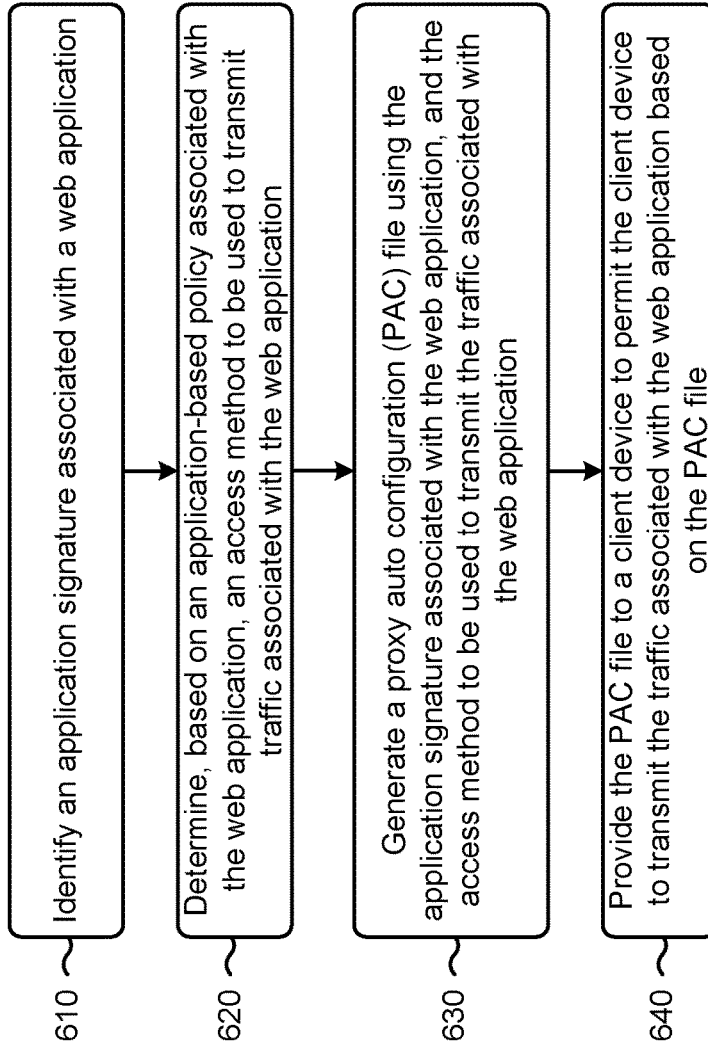 610
Identify an application signature associated with a web application
620
Determine, based on an application-based policy associated with
the web application, an access method to be used to transmit
traffic associated with the web application
630
Generate a proxy auto configuration (PAC) file using the
application signature associated with the web application, and the
access method to be used to transmit the traffic associated with
the web application
640
Provide the PAC file to a client device to permit the client device
to transmit the traffic associated with the web application based
on the PAC file